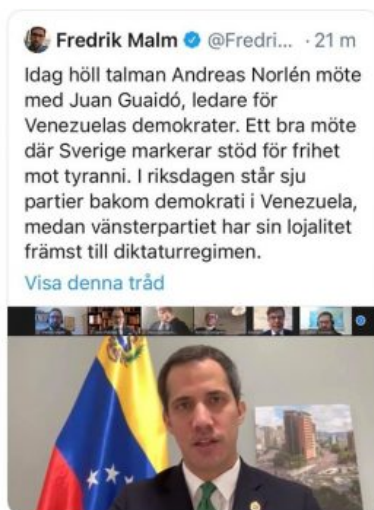 Fredrik Malm @Fredri... · 21 m
Idag höll talman Andreas Norlén möte
med Juan Guaidó, ledare för
Venezuelas demokrater. Ett bra möte
där Sverige markerar stöd för frihet
mot tyranni. I riksdagen står sju
partier bakom demokrati i Venezuela,
medan vänsterpartiet har sin lojalitet
främst till diktaturregimen.
Visa denna tråd